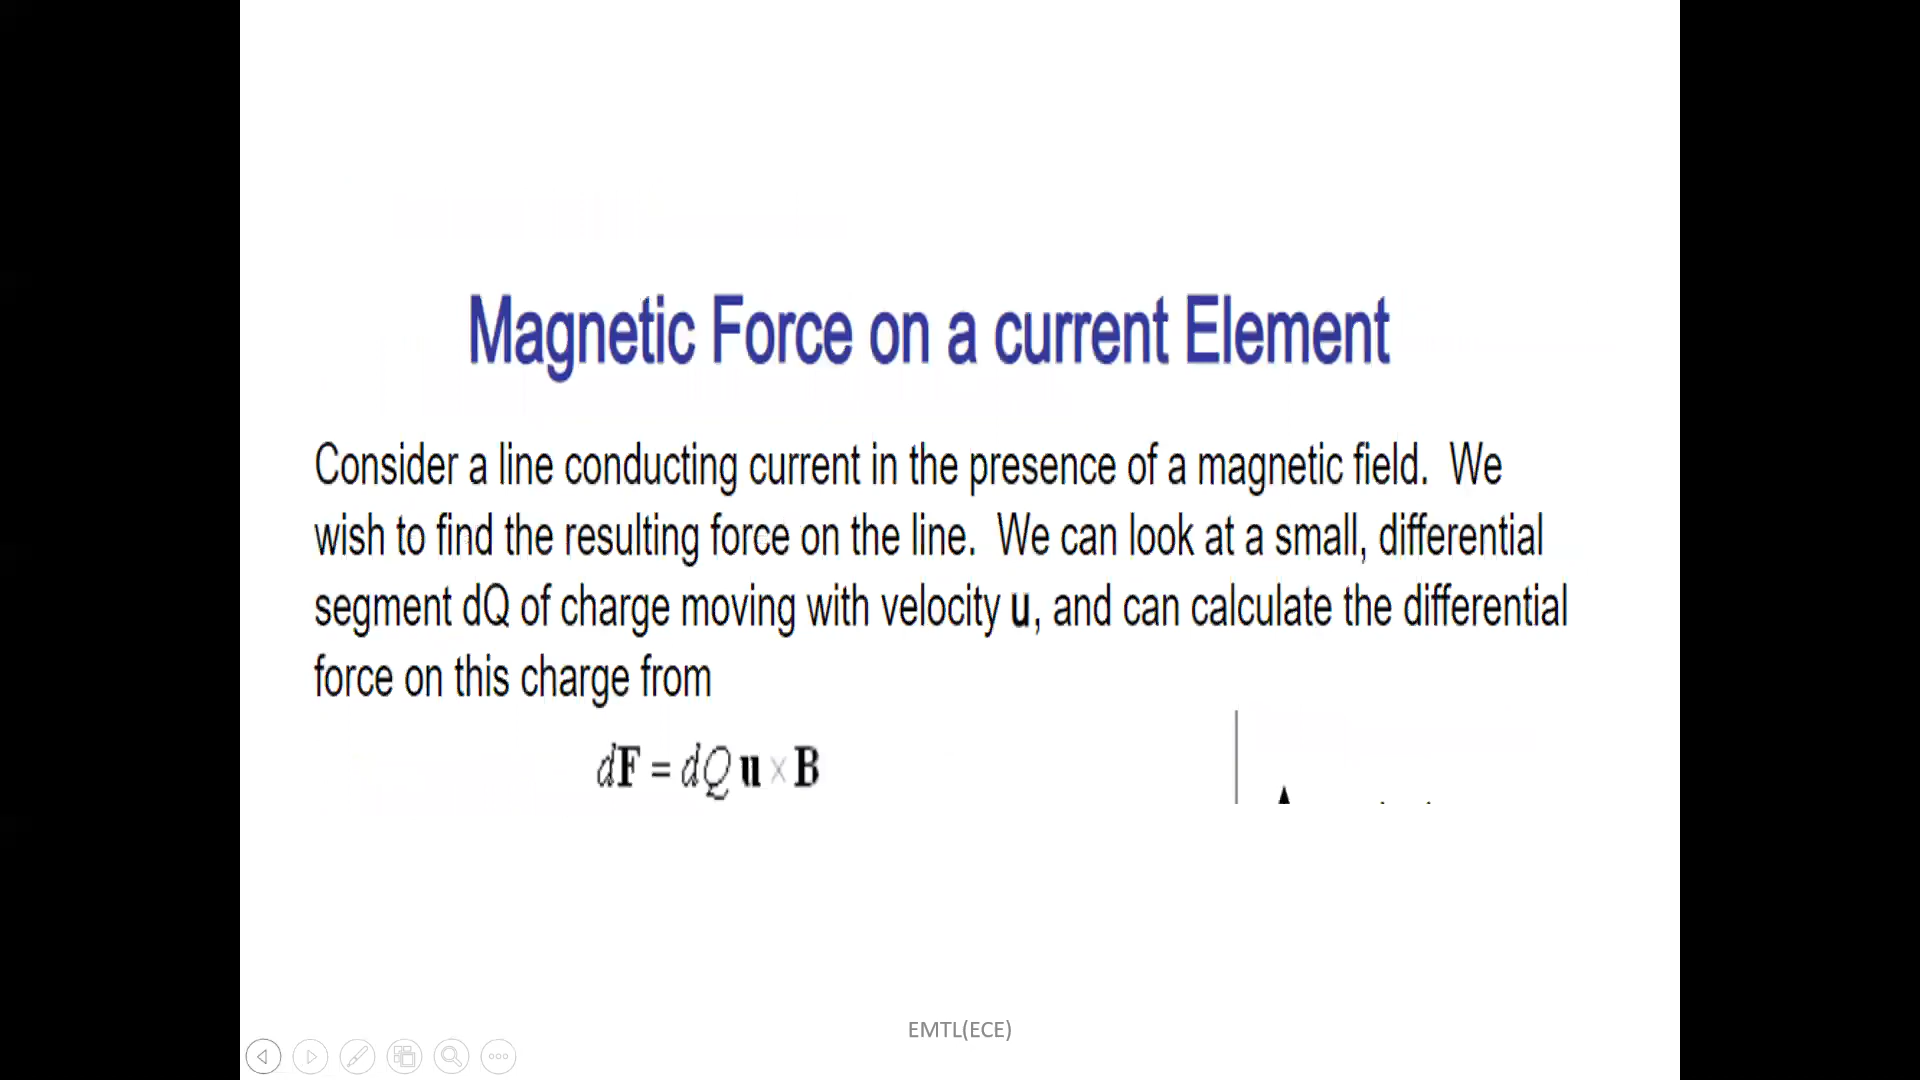 Magnetic Force on a current Element
Consider a line conducting current in the presence of a magnetic field. We
wish to find the resulting force on the line. We can look at a small, differential
segment dQ of charge moving with velocity u, and can calculate the differential
force on this charge from
dF = dQ u × B
EMTL(ECE)